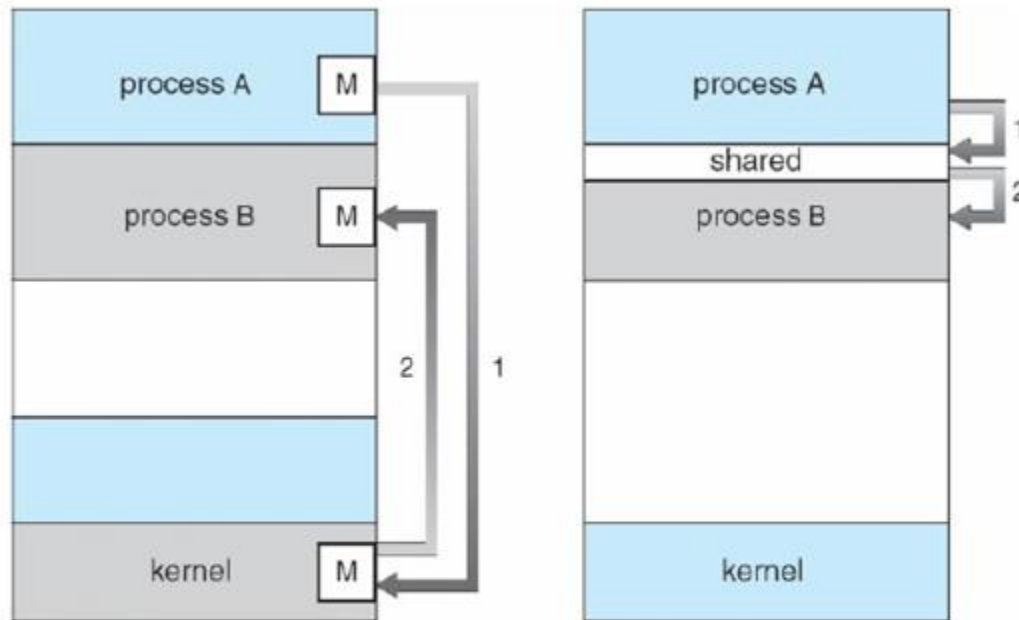 process A
M
process B
M
2
1
kernel
M
process A
1
shared
2
process B
kernel